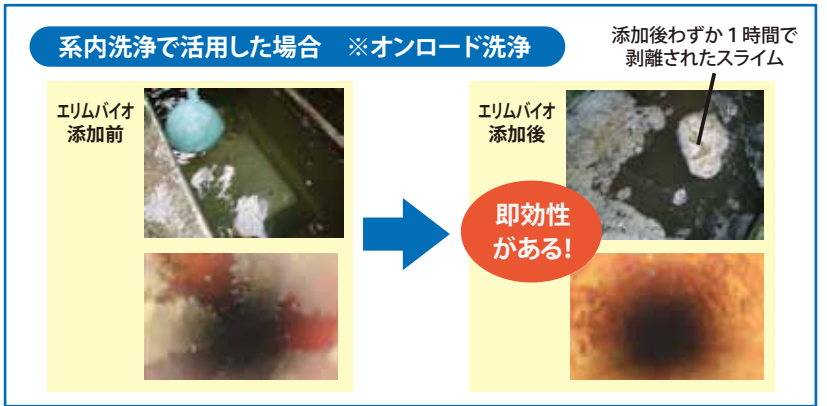 系内洗浄で活用した場合　※オンロード洗浄
添加後わずか1時間で
剥離されたスライム
エリムバイオ
添加前
エリムバイオ
添加後
即効性
がある!